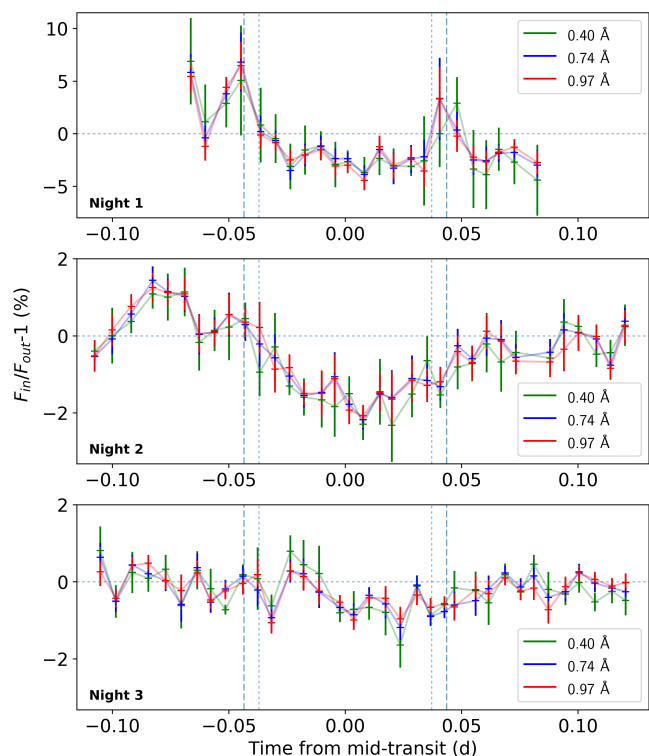 10
5
0
−5
0.40 Å
0.74 Å
0.97 Å
Night 1
−0.10 −0.05 0.00 0.05 0.10
2
0
−2
F_in/F_out-1 (%)
0.40 Å
0.74 Å
0.97 Å
Night 2
−0.10 −0.05 0.00 0.05 0.10
2
0
−2
0.40 Å
0.74 Å
0.97 Å
Night 3
−0.10 −0.05 0.00 0.05 0.10
Time from mid-transit (d)